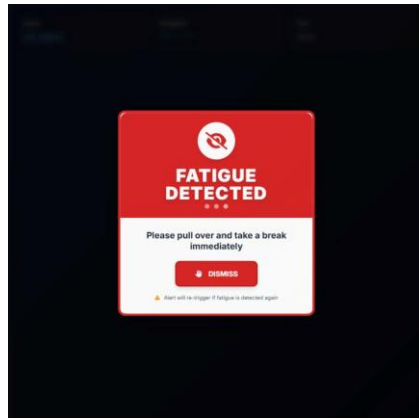 FATIGUE
DETECTED
Please pull over and take a break
immediately
DISMISS
Alert will re-trigger if fatigue is detected again